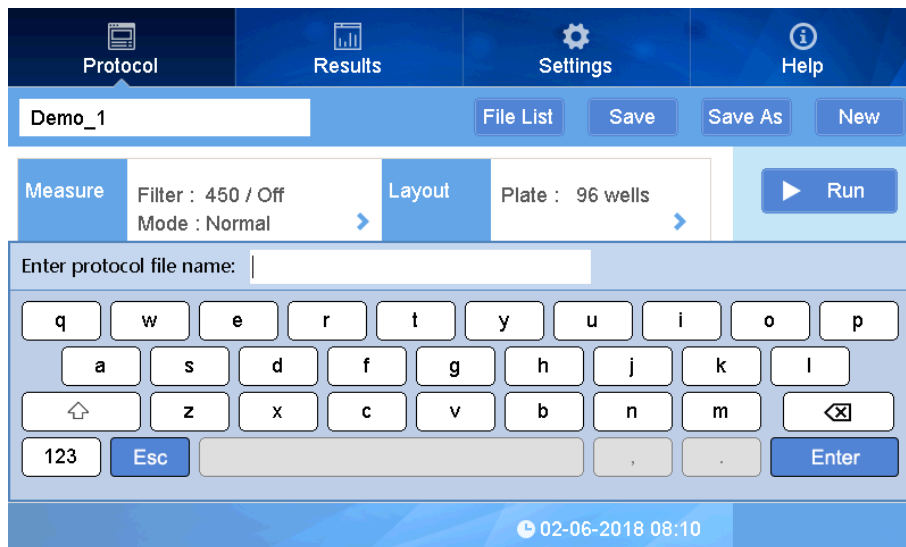 Protocol Results Settings Help
Demo_1 File List Save Save As New
Measure Filter : 450 / Off Layout Plate : 96 wells Run
Mode : Normal
Enter protocol file name:
q w e r t y u i o p
a s d f g h j k l
z x c v b n m
123 Esc , . Enter
02-06-2018 08:10